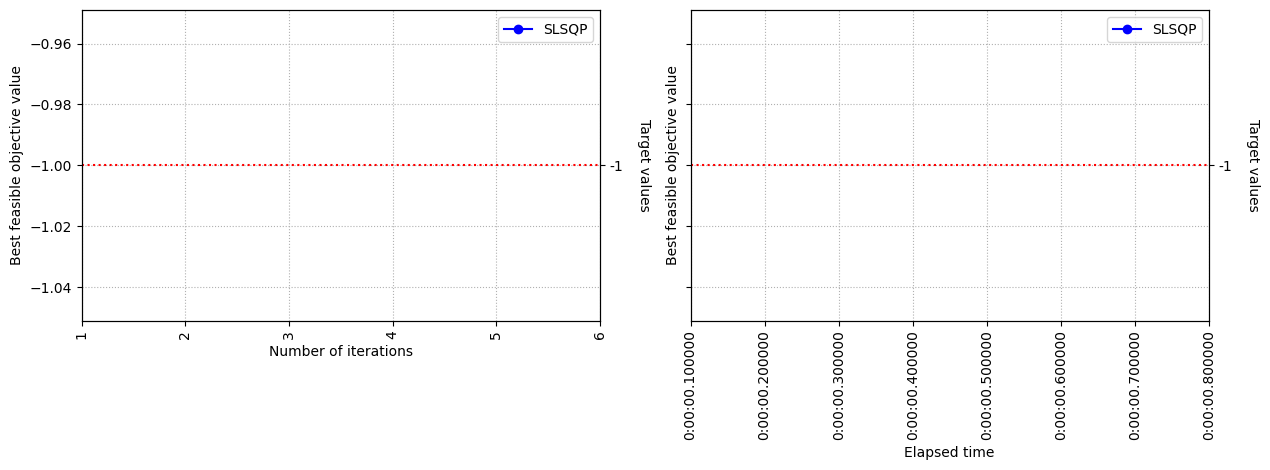 SLSQP
Best feasible objective value
−0.96
−0.98
−1.00
−1.02
−1.04
-1
Target values
1
2
3
4
5
6
Number of iterations
SLSQP
Best feasible objective value
-1
Target values
0:00:00.100000
0:00:00.200000
0:00:00.300000
0:00:00.400000
0:00:00.500000
0:00:00.600000
0:00:00.700000
0:00:00.800000
Elapsed time